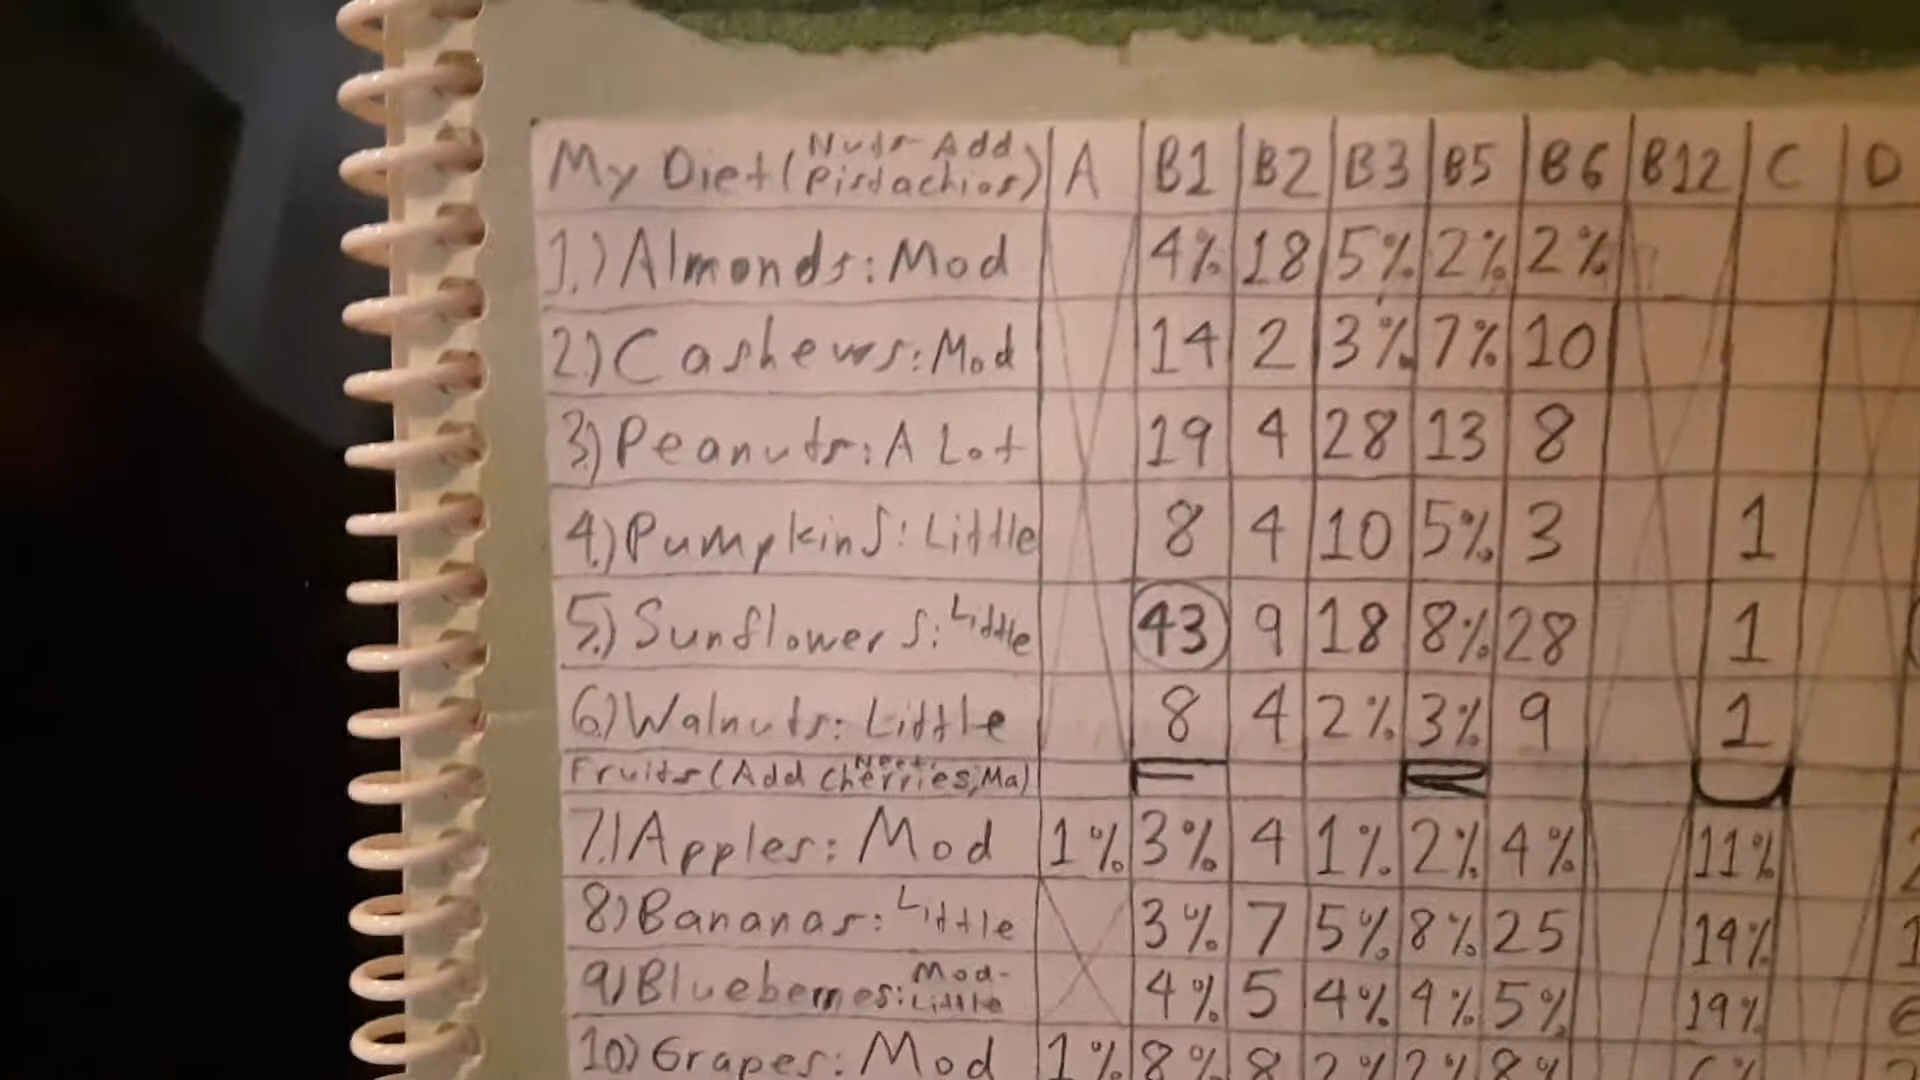 My Diet (Nuts-Add Pistachios) A B1 B2 B3 B5 B6 B12 C D
1.) Almonds: Mod 4% 18 5% 2% 2%
2.) Cashews: Mod 14 2 3% 7% 10
3.) Peanuts: A Lot 19 4 28 13 8
4.) Pumpkin S: Little 8 4 10 5% 3 1
5.) Sunflower S: Little 43 9 18 8% 28 1
6.) Walnuts: Little 8 4 2% 3% 9 1
Fruits (Add Cherries, Ma)
7.) Apples: Mod 1% 3% 4 1% 2% 4% 11%
8.) Bananas: Little 3% 7 5% 8% 25 19%
9.) Blueberries: Mod-Little 4% 5 4% 4% 5% 19%
10.) Grapes: Mod 1% 8% 8 2% 2% 8%